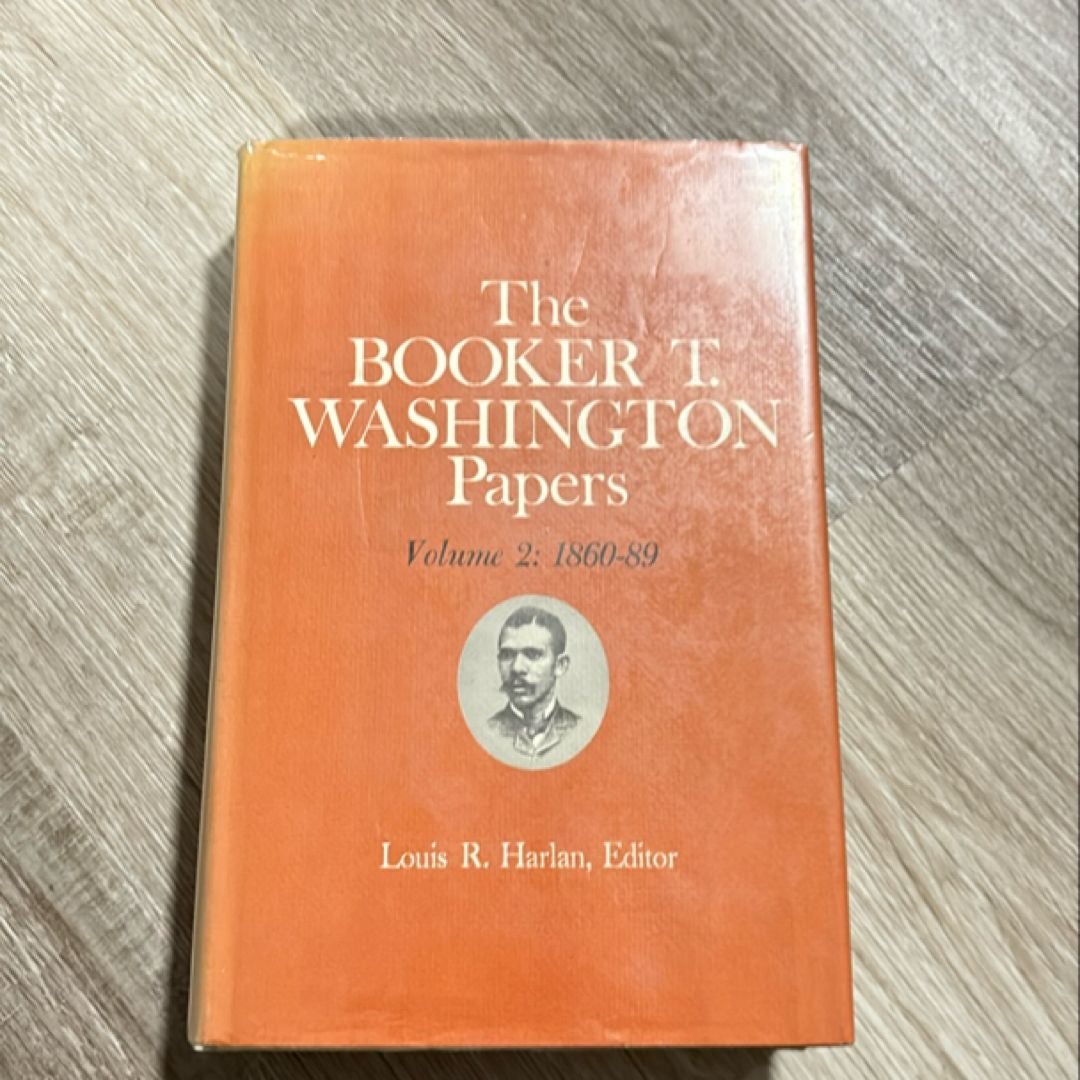 The
BOOKER T.
WASHINGTON
Papers
Volume 2: 1860-89
Louis R. Harlan, Editor